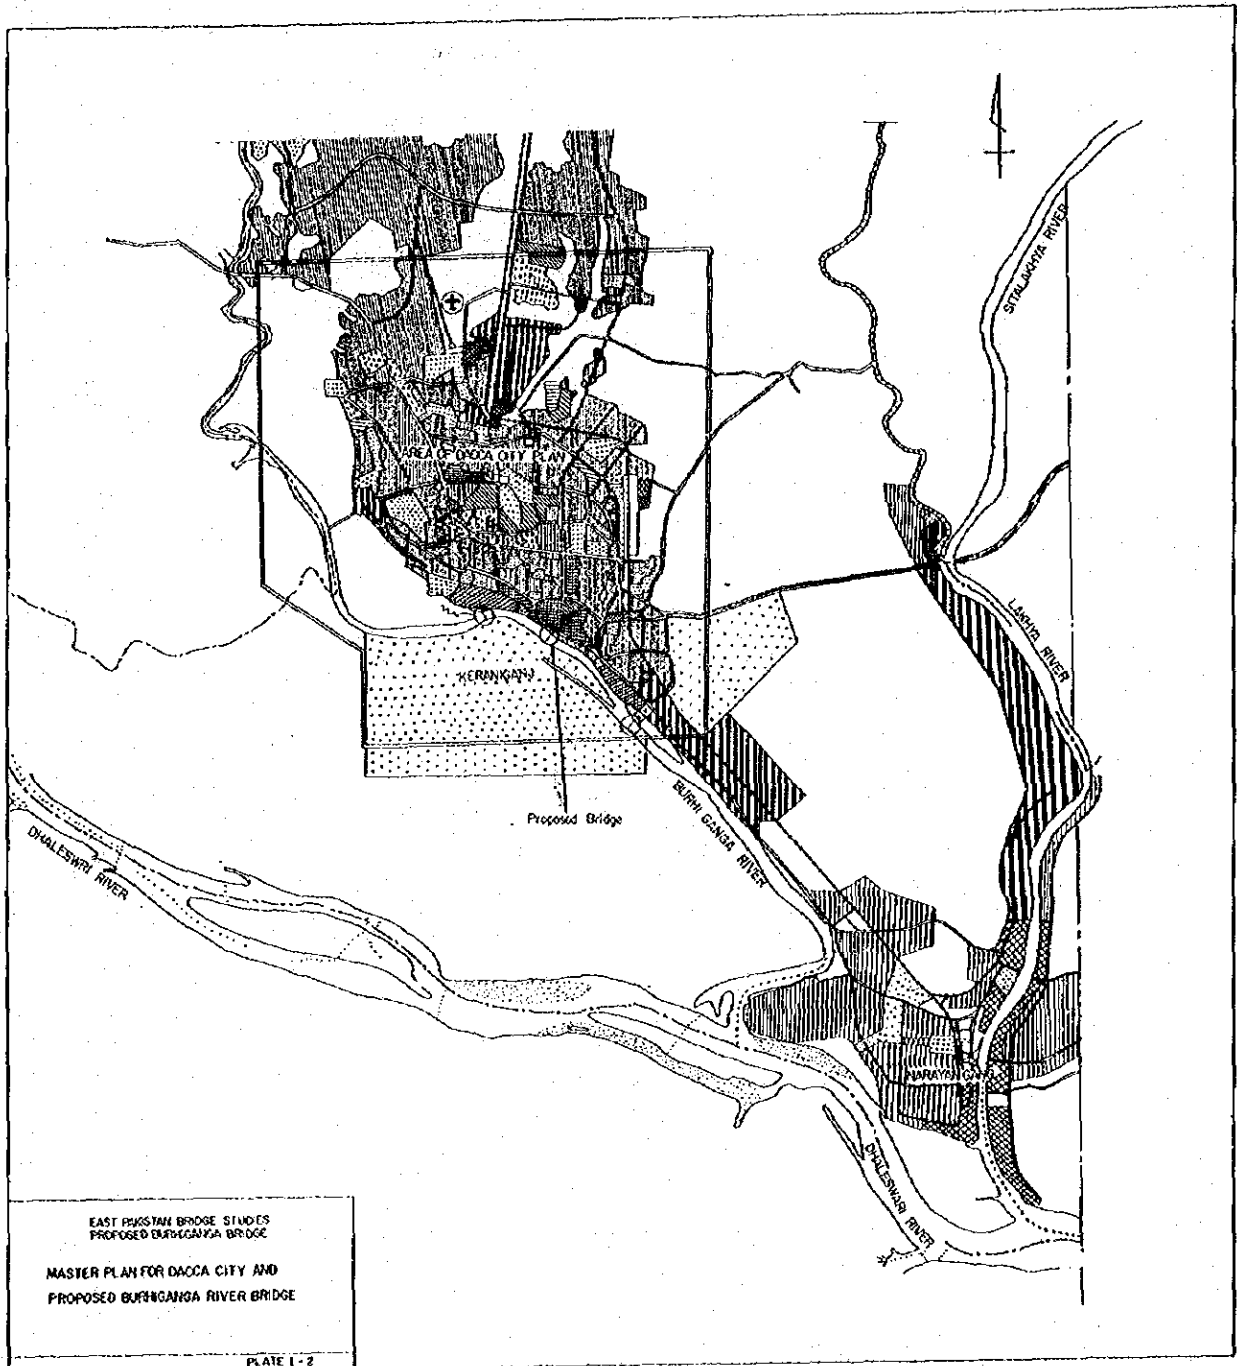 SITALAKHYA RIVER
AREA OF DACCA CITY PLAN
LAKHYA RIVER
KERANIGANJ
Proposed Bridge
BURHI GANGA RIVER
DHALESWRI RIVER
NARAYANGANG
DHALESWARI RIVER
EAST PAKISTAN BRIDGE STUDIES
PROPOSED BURHIGANGA BRIDGE
MASTER PLAN FOR DACCA CITY AND
PROPOSED BURHIGANGA RIVER BRIDGE
PLATE 1 - 2